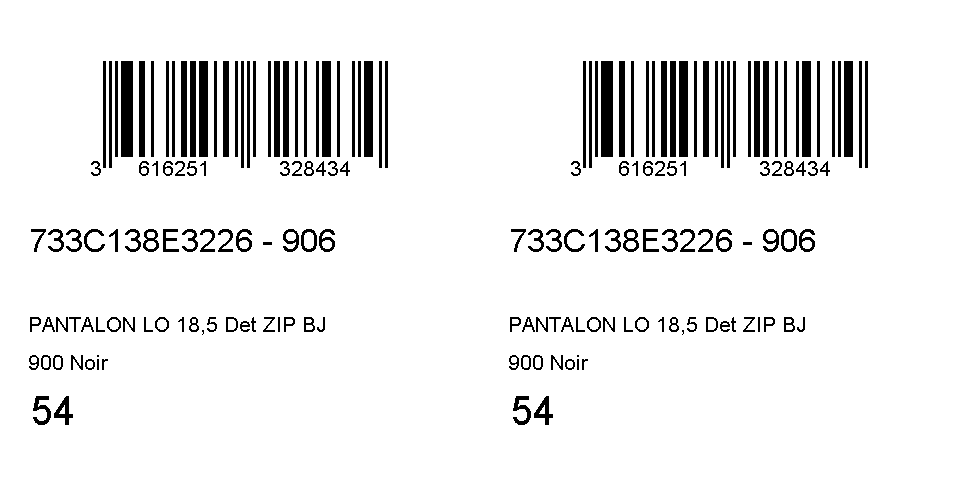 3 616251 328434
733C138E3226 - 906
PANTALON LO 18,5 Det ZIP BJ
900 Noir
54
3 616251 328434
733C138E3226 - 906
PANTALON LO 18,5 Det ZIP BJ
900 Noir
54